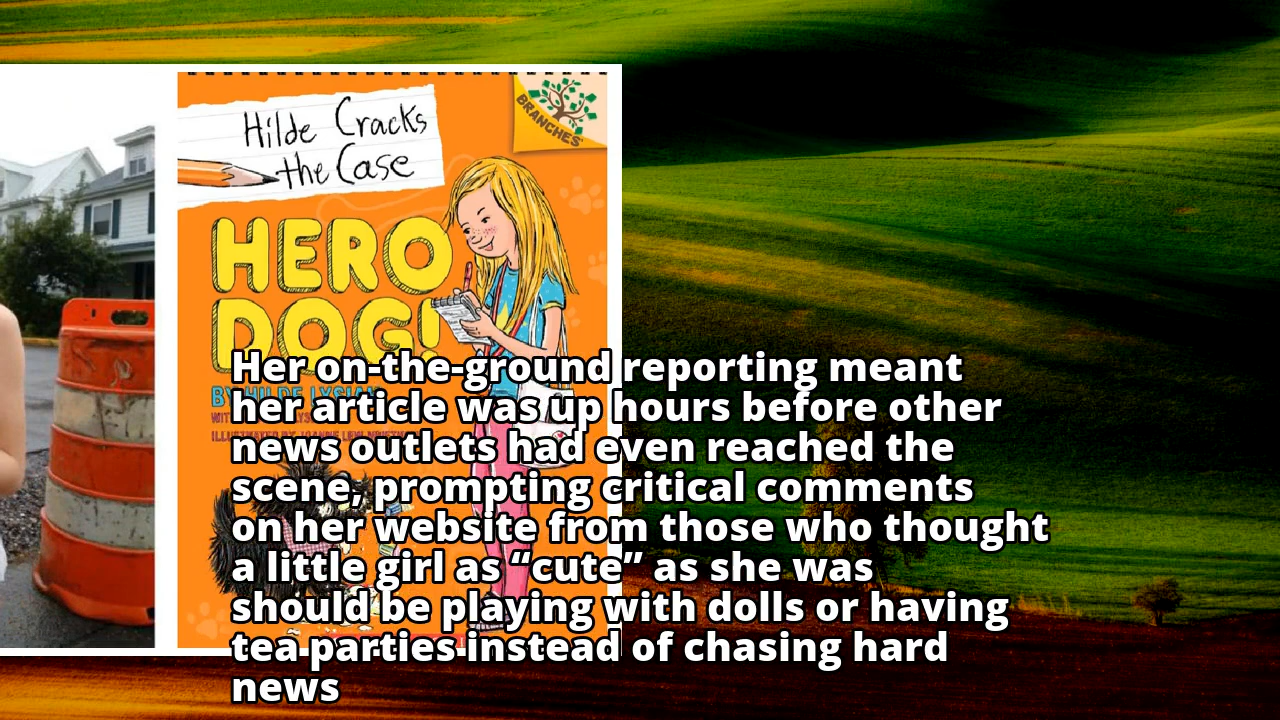 Hilde Cracks
the Case
BRANCHES
HERO
DOG!
BY HILDE LYSIAK
Her on-the-ground reporting meant
her article was up hours before other
news outlets had even reached the
scene, prompting critical comments
on her website from those who thought
a little girl as “cute” as she was
should be playing with dolls or having
tea parties instead of chasing hard
news